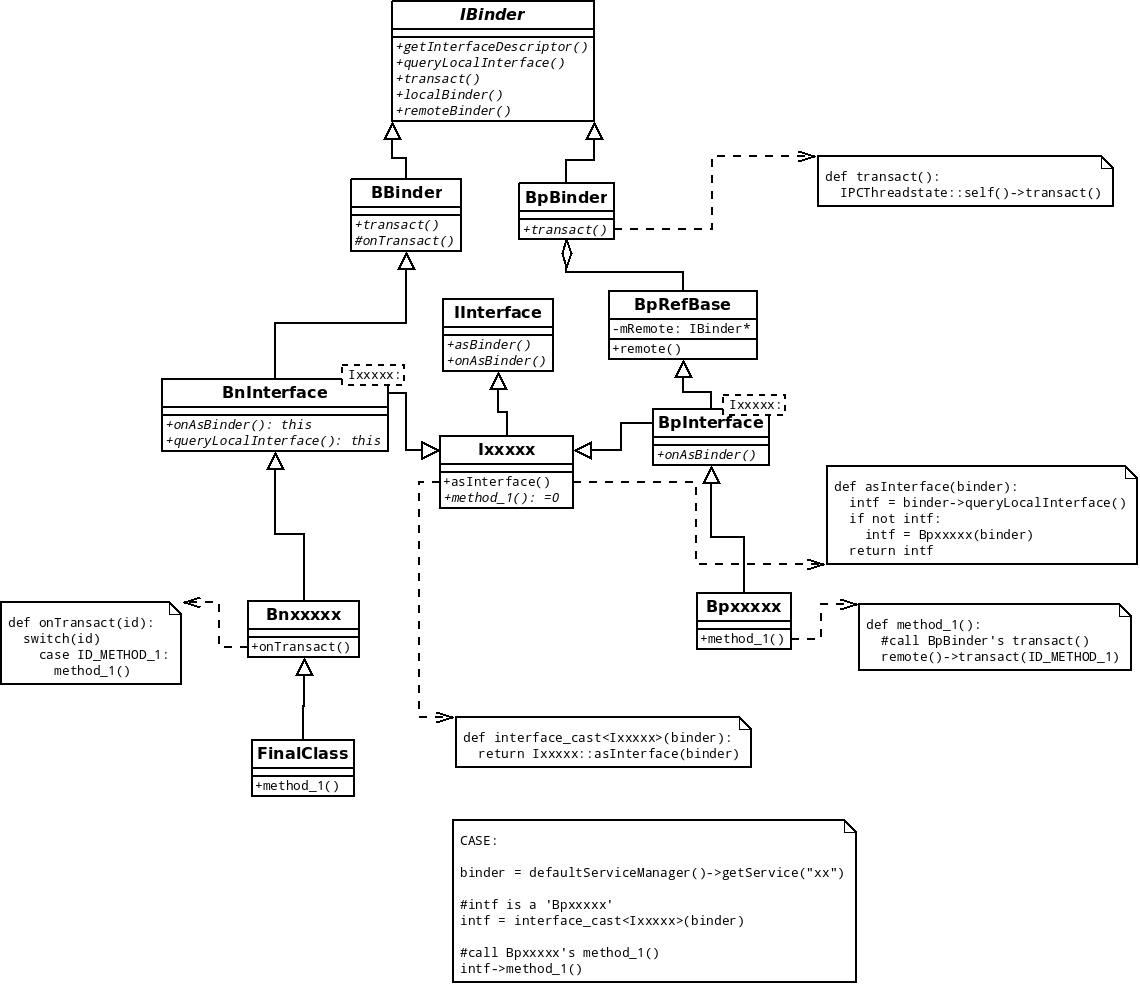 IBinder
+getInterfaceDescriptor()
+queryLocalInterface()
+transact()
+localBinder()
+remoteBinder()
BBinder
+transact()
#onTransact()
BpBinder
+transact()
def transact():
  IPCThreadstate::self()->transact()
IInterface
+asBinder()
+onAsBinder()
BpRefBase
-mRemote: IBinder*
+remote()
Ixxxxx:
BnInterface
+onAsBinder(): this
+queryLocalInterface(): this
Ixxxxx:
BpInterface
+onAsBinder()
Ixxxxx
+asInterface()
+method_1(): =0
def asInterface(binder):
  intf = binder->queryLocalInterface()
  if not intf:
    intf = Bpxxxxx(binder)
  return intf
def onTransact(id):
  switch(id)
    case ID_METHOD_1:
      method_1()
Bnxxxxx
+onTransact()
Bpxxxxx
+method_1()
def method_1():
  #call BpBinder's transact()
  remote()->transact(ID_METHOD_1)
FinalClass
+method_1()
def interface_cast<Ixxxxx>(binder):
  return Ixxxxx::asInterface(binder)
CASE:
binder = defaultServiceManager()->getService("xx")
#intf is a 'Bpxxxxx'
intf = interface_cast<Ixxxxx>(binder)
#call Bpxxxxx's method_1()
intf->method_1()